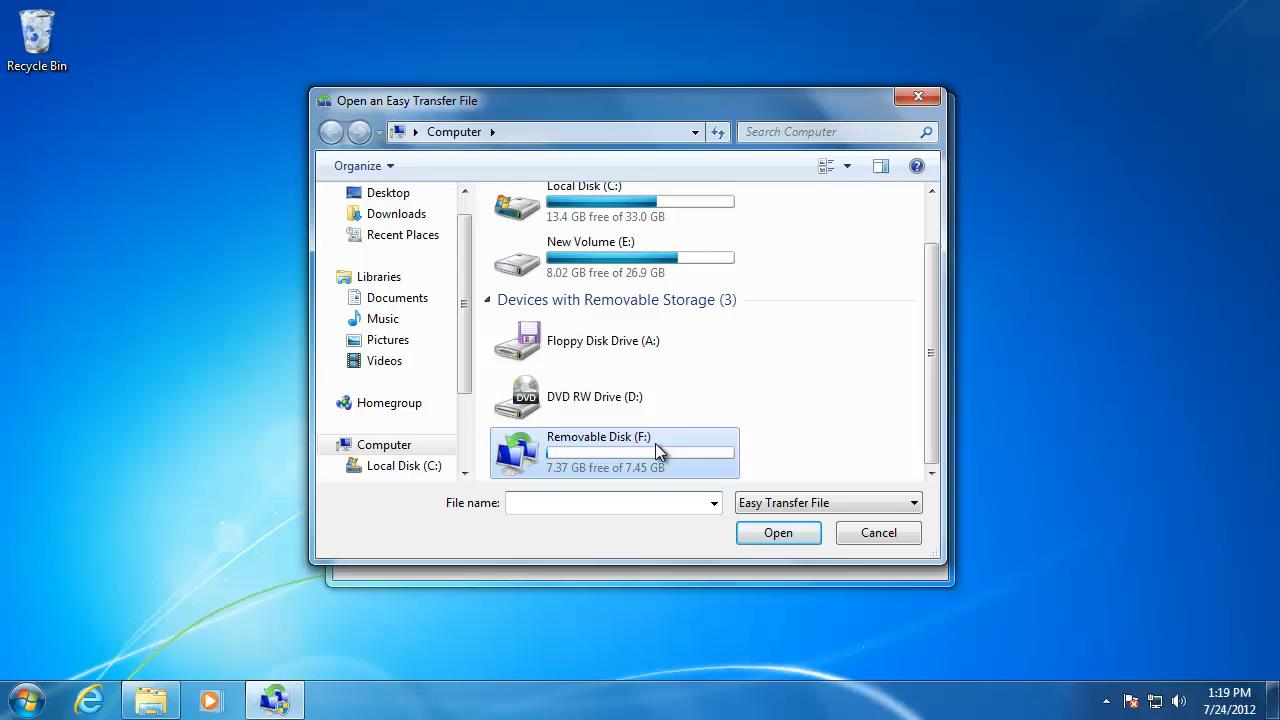 Recycle Bin
Open an Easy Transfer File
Computer
Search Computer
Organize
Desktop
Downloads
Recent Places
Libraries
Documents
Music
Pictures
Videos
Homegroup
Computer
Local Disk (C:)
Local Disk (C:)
13.4 GB free of 33.0 GB
New Volume (E:)
8.02 GB free of 26.9 GB
Devices with Removable Storage (3)
Floppy Disk Drive (A:)
DVD
DVD RW Drive (D:)
Removable Disk (F:)
7.37 GB free of 7.45 GB
File name:
Easy Transfer File
Open
Cancel
1:19 PM
7/24/2012